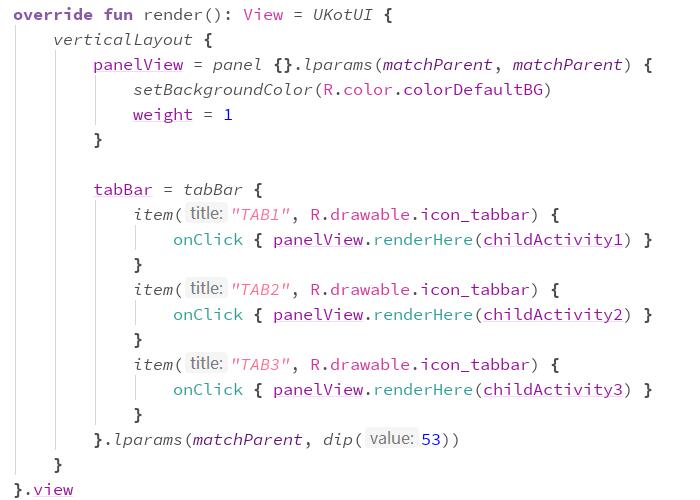 override fun render(): View = UKotUI {
    verticalLayout {
        panelView = panel {}.lparams(matchParent, matchParent) {
            setBackgroundColor(R.color.colorDefaultBG)
            weight = 1
        }

        tabBar = tabBar {
            item( title: "TAB1", R.drawable.icon_tabbar) {
                onClick { panelView.renderHere(childActivity1) }
            }
            item( title: "TAB2", R.drawable.icon_tabbar) {
                onClick { panelView.renderHere(childActivity2) }
            }
            item( title: "TAB3", R.drawable.icon_tabbar) {
                onClick { panelView.renderHere(childActivity3) }
            }
        }.lparams(matchParent, dip( value: 53))
    }
}.view